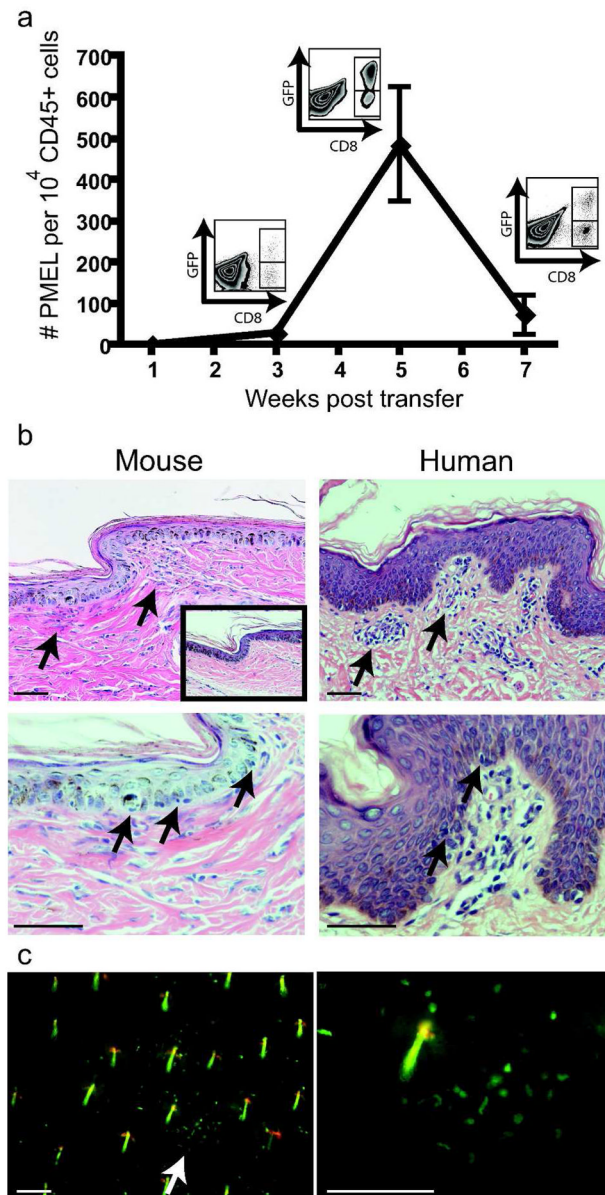 a
# PMEL per 10⁴ CD45+ cells
700
600
500
400
300
200
100
0
GFP
CD8
GFP
CD8
GFP
CD8
1 2 3 4 5 6 7
Weeks post transfer
b
Mouse Human
c